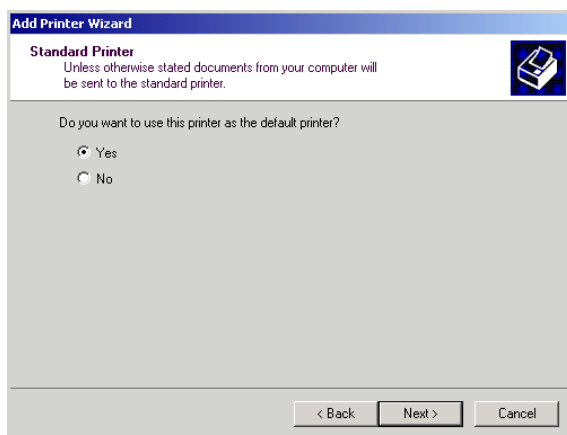 Add Printer Wizard
Standard Printer
Unless otherwise stated documents from your computer will
be sent to the standard printer.
Do you want to use this printer as the default printer?
Yes
No
< Back
Next >
Cancel